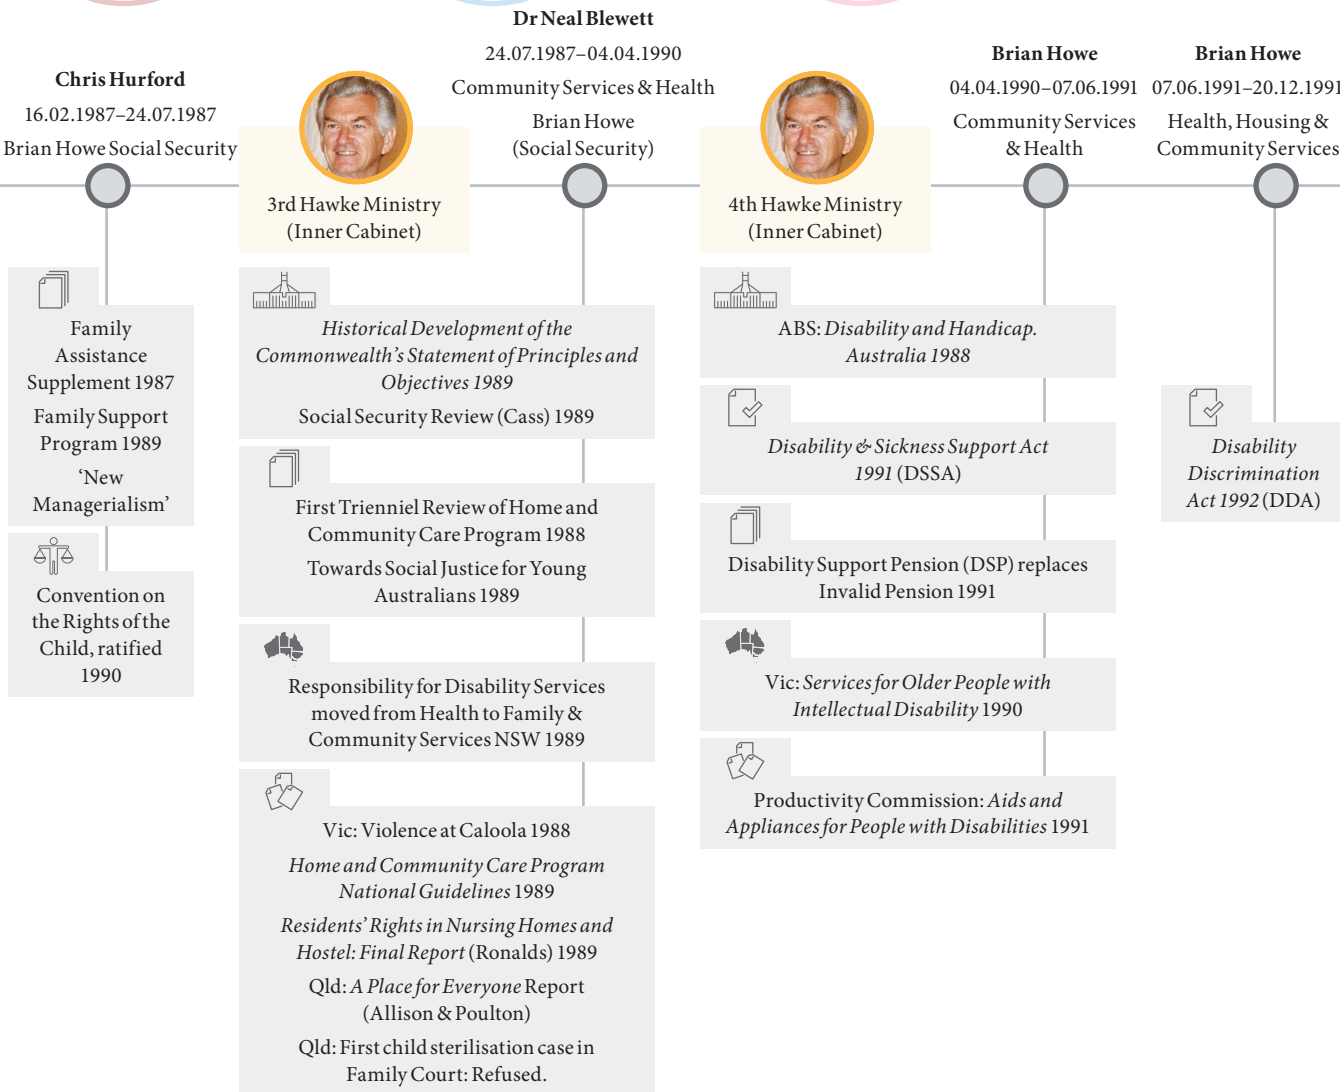 Chris Hurford
16.02.1987–24.07.1987
Brian Howe Social Security
3rd Hawke Ministry
(Inner Cabinet)
Dr Neal Blewett
24.07.1987–04.04.1990
Community Services & Health
Brian Howe
(Social Security)
4th Hawke Ministry
(Inner Cabinet)
Brian Howe
04.04.1990–07.06.1991
Community Services
& Health
Brian Howe
07.06.1991–20.12.1991
Health, Housing &
Community Services
Family
Assistance
Supplement 1987
Family Support
Program 1989
‘New
Managerialism’
Convention on
the Rights of the
Child, ratified
1990
Historical Development of the
Commonwealth’s Statement of Principles and
Objectives 1989
Social Security Review (Cass) 1989
First Trienniel Review of Home and
Community Care Program 1988
Towards Social Justice for Young
Australians 1989
Responsibility for Disability Services
moved from Health to Family &
Community Services NSW 1989
Vic: Violence at Caloola 1988
Home and Community Care Program
National Guidelines 1989
Residents’ Rights in Nursing Homes and
Hostel: Final Report (Ronalds) 1989
Qld: A Place for Everyone Report
(Allison & Poulton)
Qld: First child sterilisation case in
Family Court: Refused.
ABS: Disability and Handicap.
Australia 1988
Disability & Sickness Support Act
1991 (DSSA)
Disability Support Pension (DSP) replaces
Invalid Pension 1991
Vic: Services for Older People with
Intellectual Disability 1990
Productivity Commission: Aids and
Appliances for People with Disabilities 1991
Disability
Discrimination
Act 1992 (DDA)